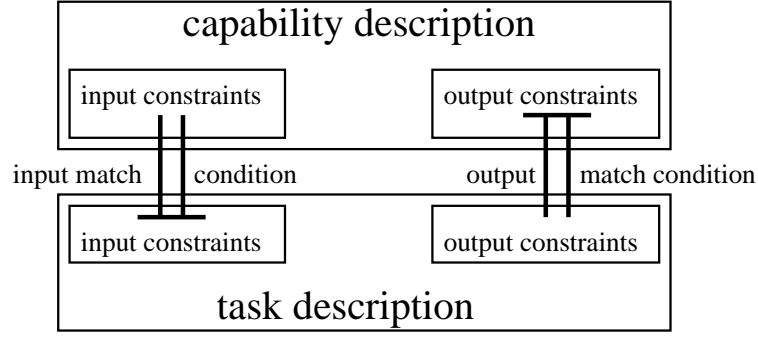 capability description
input constraints output constraints
input match condition output match condition
input constraints output constraints
task description